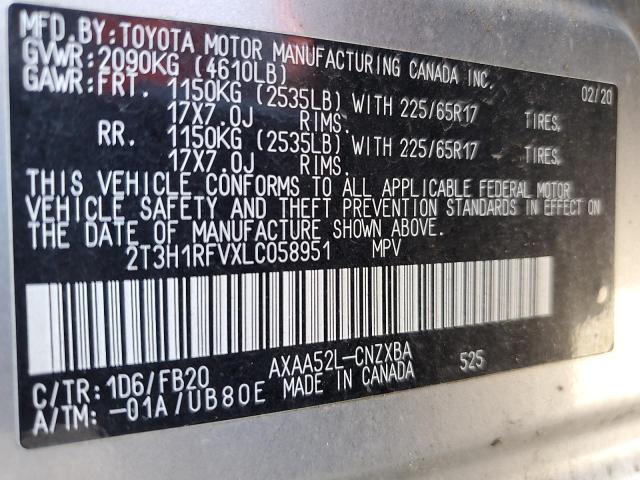 MFD.BY:TOYOTA MOTOR MANUFACTURING CANADA INC.
GVWR:2090KG (4610LB) 02/20
GAWR:FRT. 1150KG (2535LB) WITH 225/65R17 TIRES,
17X7.0J RIMS.
RR. 1150KG (2535LB) WITH 225/65R17 TIRES,
17X7.0J RIMS.
THIS VEHICLE CONFORMS TO ALL APPLICABLE FEDERAL MOTOR
VEHICLE SAFETY AND THEFT PREVENTION STANDARDS IN EFFECT ON
THE DATE OF MANUFACTURE SHOWN ABOVE.
2T3H1RFVXLC058951 MPV
C/TR:1D6/FB20 AXAA52L-CNZXBA 525
A/TM:-01A/UB80E MADE IN CANADA